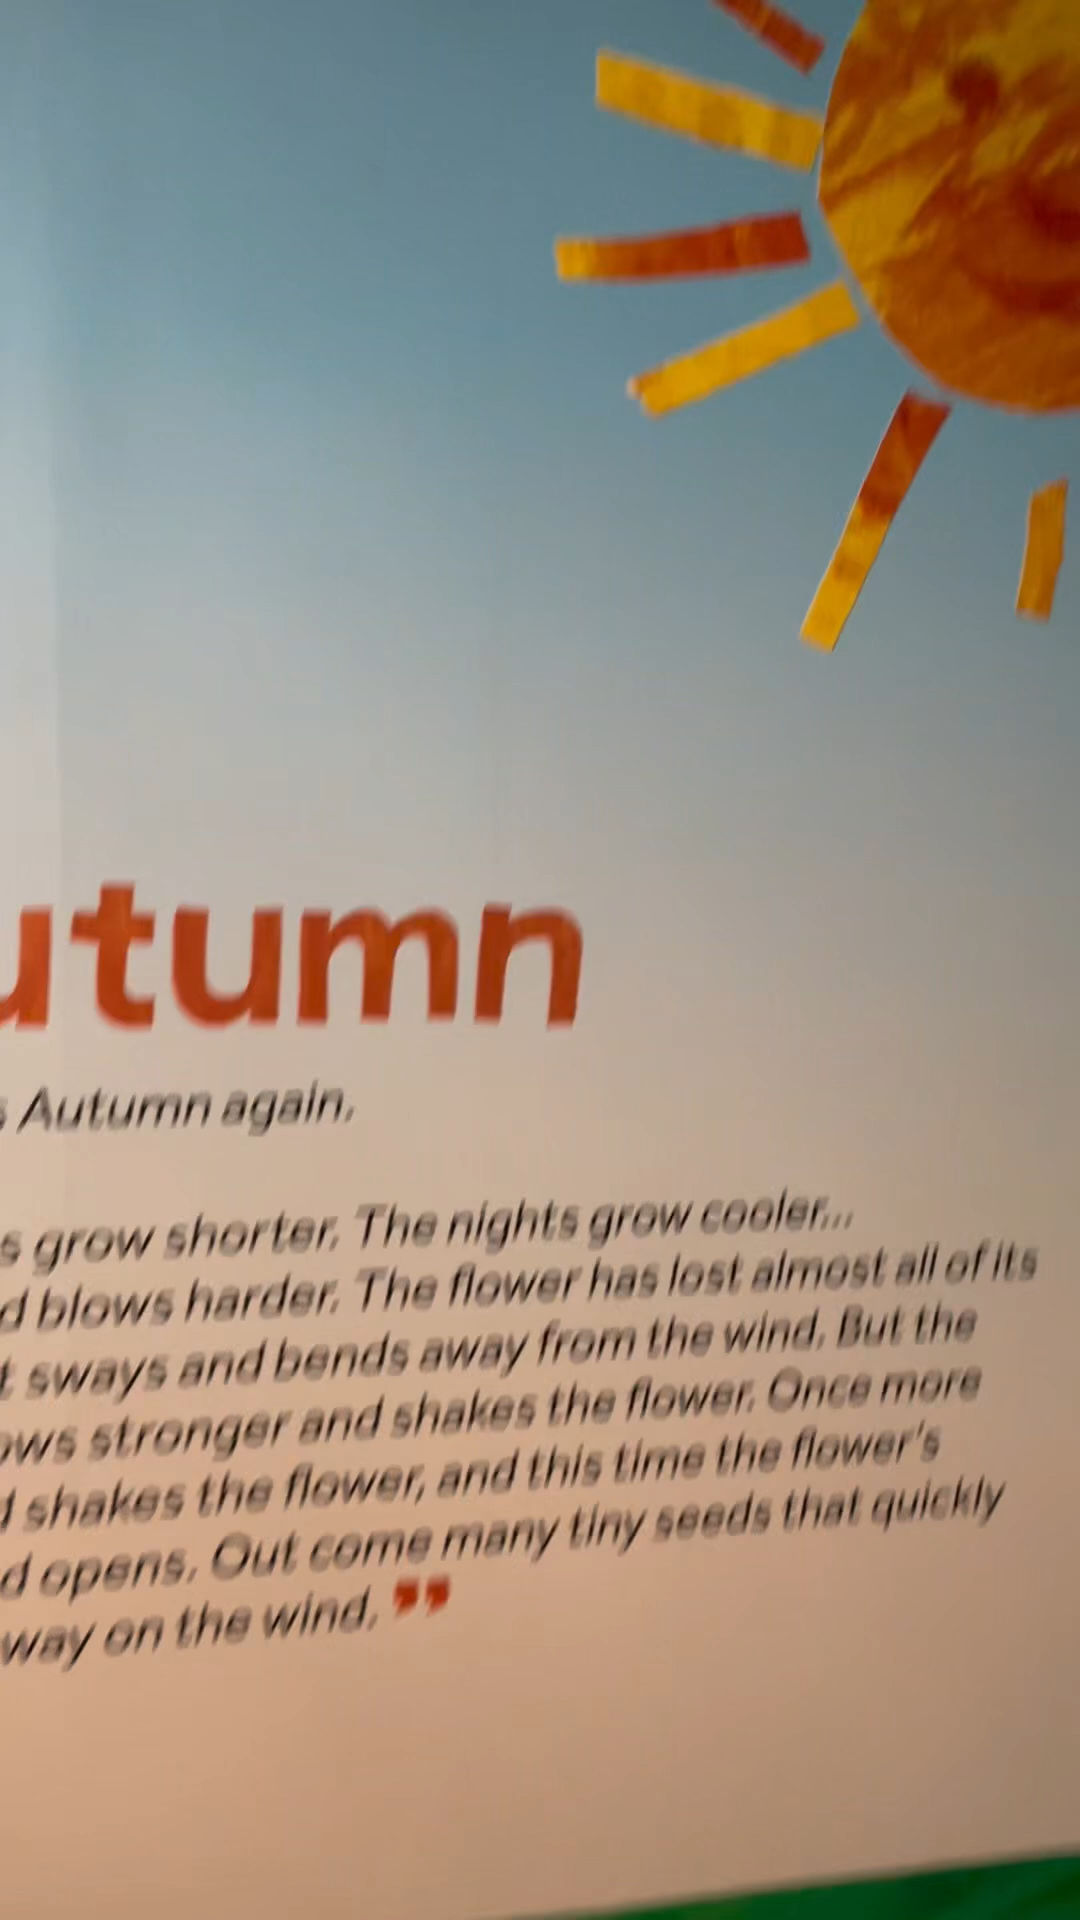 utumn
s Autumn again.
s grow shorter. The nights grow cooler...
d blows harder. The flower has lost almost all of its
t sways and bends away from the wind. But the
ows stronger and shakes the flower. Once more
d shakes the flower, and this time the flower's
d opens. Out come many tiny seeds that quickly
way on the wind.”